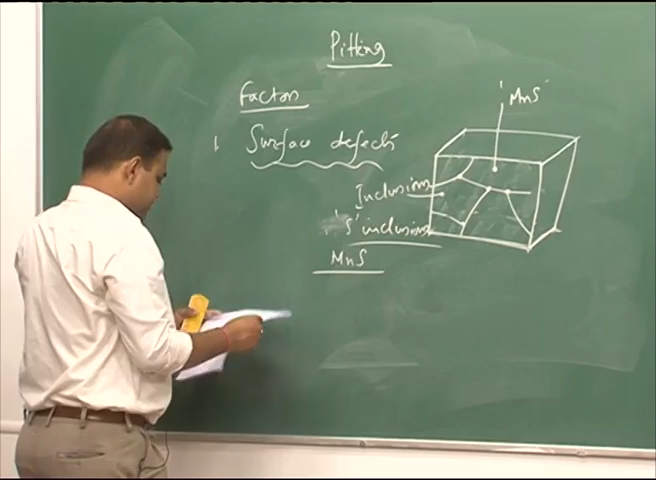 Pitting
Factors
1 Surface defects
'MnS'
Inclusions
'S' inclusions
MnS